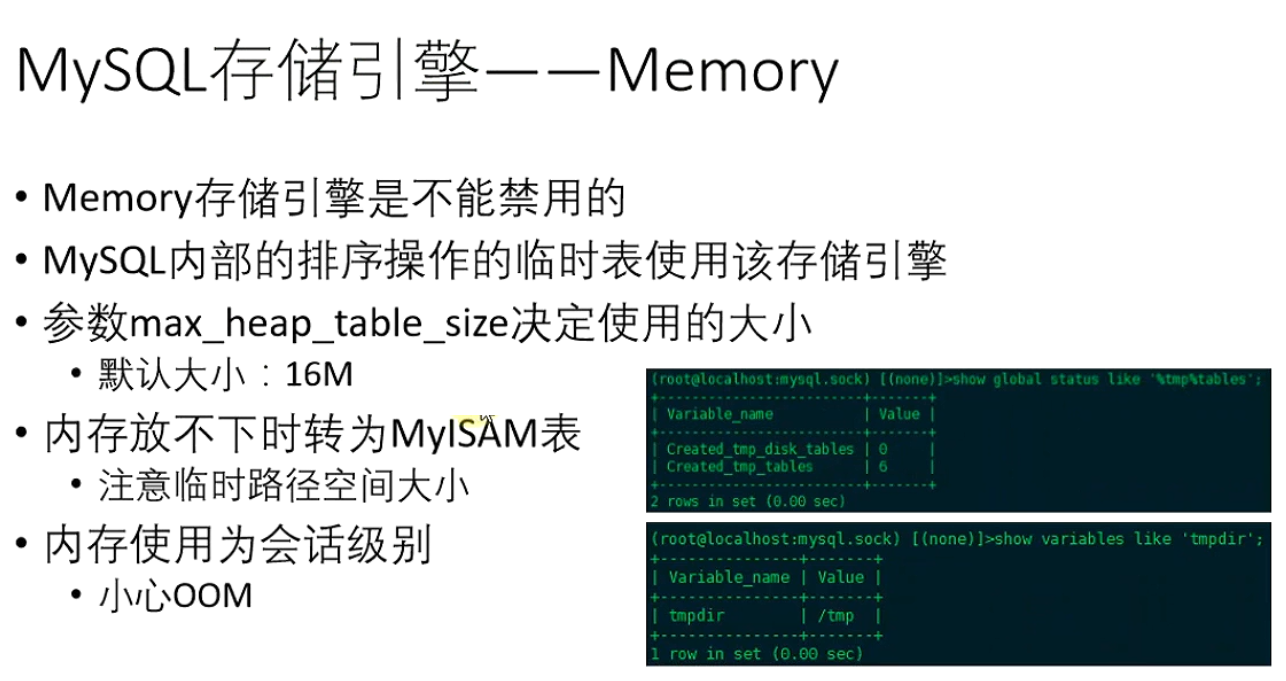 MySQL存储引擎——Memory
• Memory存储引擎是不能禁用的
• MySQL内部的排序操作的临时表使用该存储引擎
• 参数max_heap_table_size决定使用的大小
• 默认大小：16M
• 内存放不下时转为MyISAM表
• 注意临时路径空间大小
• 内存使用为会话级别
• 小心OOM
(root@localhost:mysql.sock) [(none)]>show global status like '%tmp%tables';
+-------------------------+-------+
| Variable_name | Value |
+-------------------------+-------+
| Created_tmp_disk_tables | 0 |
| Created_tmp_tables | 6 |
+-------------------------+-------+
2 rows in set (0.00 sec)
(root@localhost:mysql.sock) [(none)]>show variables like 'tmpdir';
+---------------+-------+
| Variable_name | Value |
+---------------+-------+
| tmpdir | /tmp |
+---------------+-------+
1 row in set (0.00 sec)